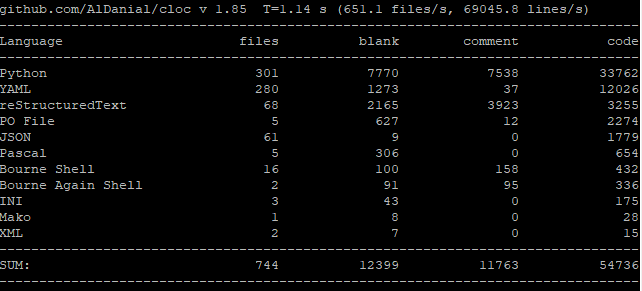 github.com/AlDanial/cloc v 1.85  T=1.14 s (651.1 files/s, 69045.8 lines/s)
-------------------------------------------------------------------------------
Language                     files          blank        comment           code
-------------------------------------------------------------------------------
Python                         301           7770           7538          33762
YAML                           280           1273             37          12026
reStructuredText                68           2165           3923           3255
PO File                          5            627             12           2274
JSON                            61              9              0           1779
Pascal                           5            306              0            654
Bourne Shell                    16            100            158            432
Bourne Again Shell               2             91             95            336
INI                              3             43              0            175
Mako                             1              8              0             28
XML                              2              7              0             15
-------------------------------------------------------------------------------
SUM:                           744          12399          11763          54736
-------------------------------------------------------------------------------